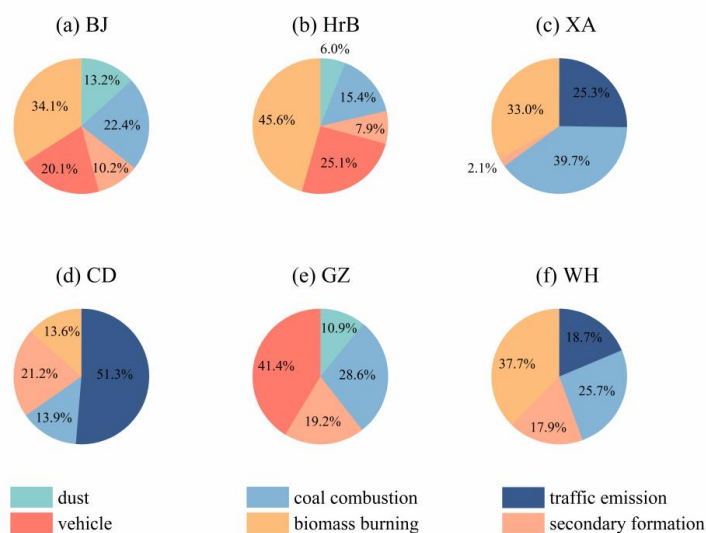 (a) BJ
(b) HrB
(c) XA
13.2%
22.4%
10.2%
20.1%
34.1%
6.0%
15.4%
7.9%
25.1%
45.6%
25.3%
39.7%
2.1%
33.0%
(d) CD
(e) GZ
(f) WH
51.3%
13.9%
21.2%
13.6%
10.9%
28.6%
19.2%
41.4%
18.7%
25.7%
17.9%
37.7%
dust
coal combustion
traffic emission
vehicle
biomass burning
secondary formation